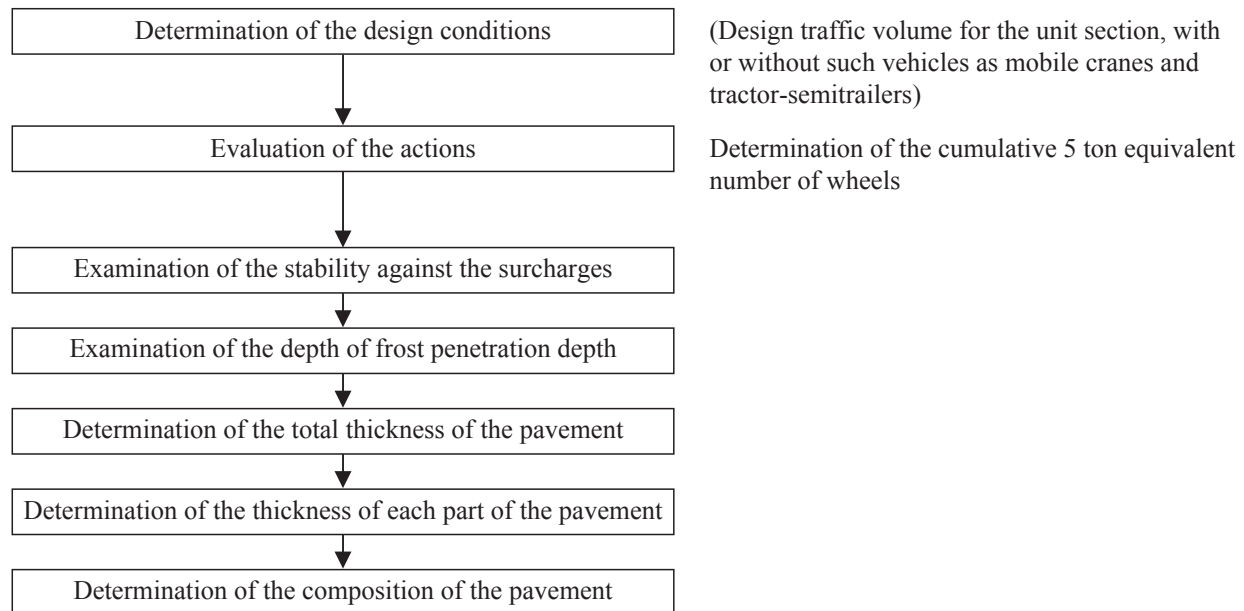 Determination of the design conditions
(Design traffic volume for the unit section, with
or without such vehicles as mobile cranes and
tractor-semitrailers)
Evaluation of the actions
Determination of the cumulative 5 ton equivalent
number of wheels
Examination of the stability against the surcharges
Examination of the depth of frost penetration depth
Determination of the total thickness of the pavement
Determination of the thickness of each part of the pavement
Determination of the composition of the pavement